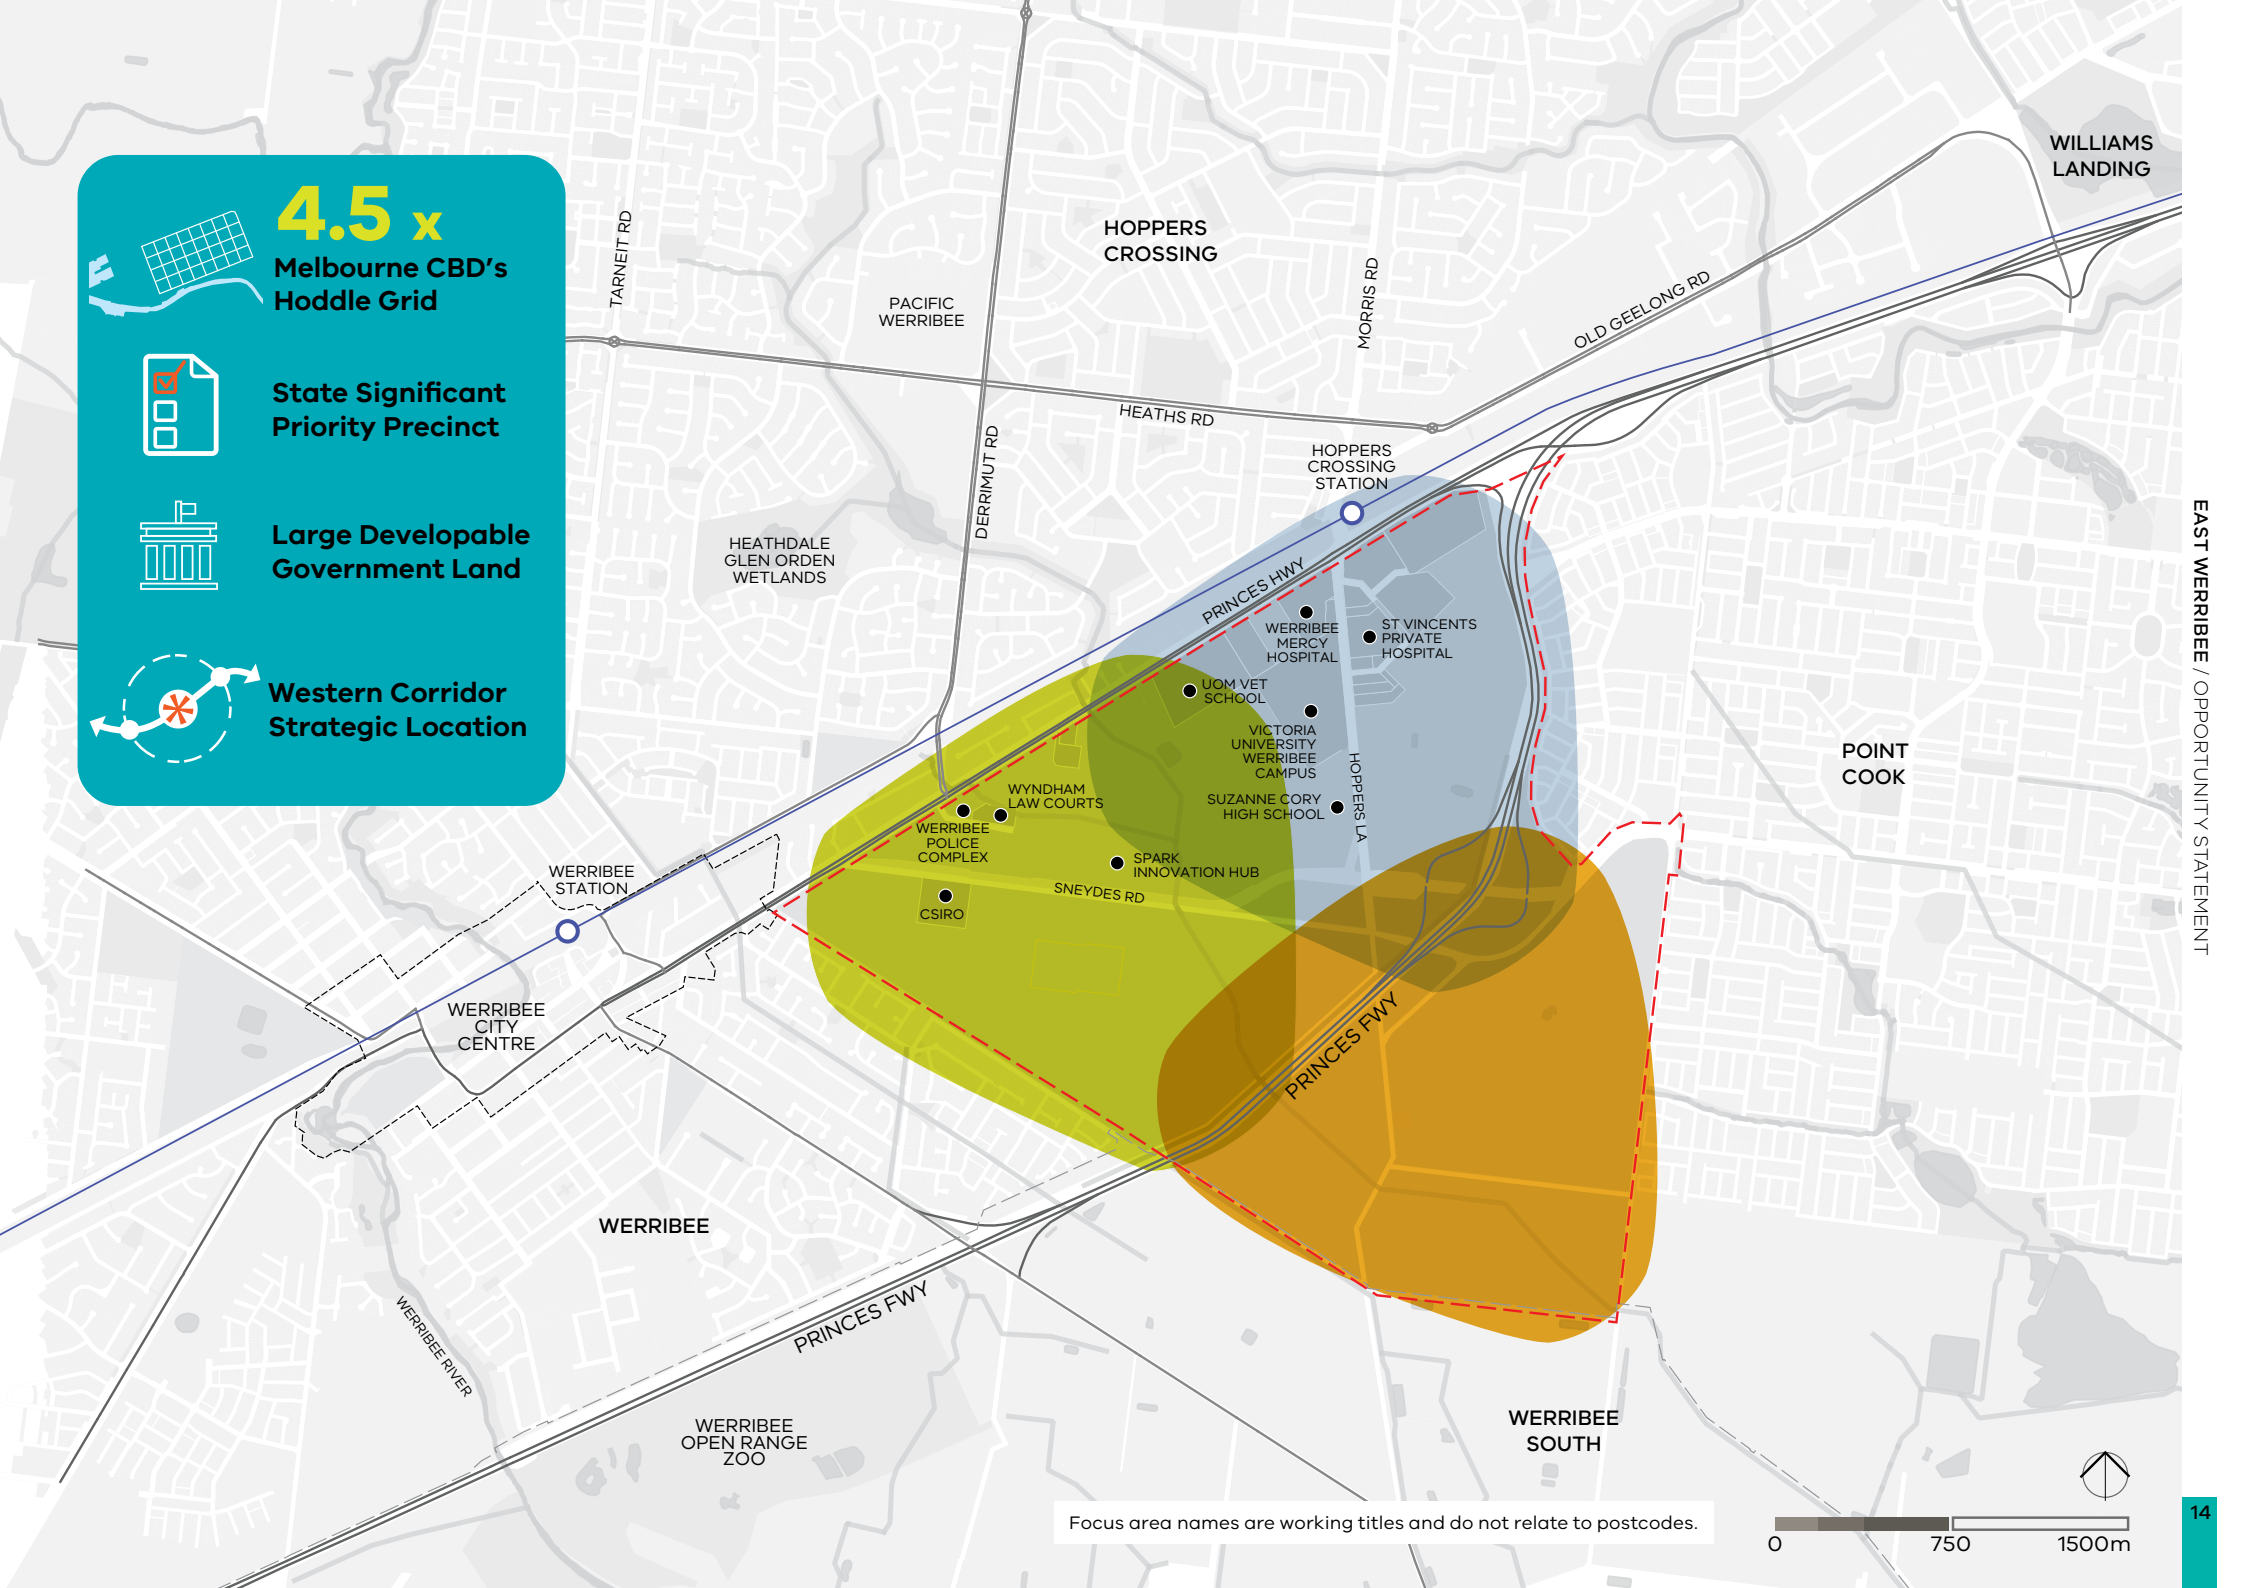 4.5 x
Melbourne CBD's
Hoddle Grid
State Significant
Priority Precinct
Large Developable
Government Land
Western Corridor
Strategic Location
WILLIAMS
LANDING
HOPPERS
CROSSING
TARNEIT RD
PACIFIC
WERRIBEE
MORRIS RD
OLD GEELONG RD
HEATHS RD
DERRIMUT RD
HOPPERS
CROSSING
STATION
HEATHDALE
GLEN ORDEN
WETLANDS
PRINCES HWY
WERRIBEE
MERCY
HOSPITAL
ST VINCENTS
PRIVATE
HOSPITAL
UOM VET
SCHOOL
VICTORIA
UNIVERSITY
WERRIBEE
CAMPUS
HOPPERS LA
SUZANNE CORY
HIGH SCHOOL
POINT
COOK
WYNDHAM
LAW COURTS
WERRIBEE
POLICE
COMPLEX
SPARK
INNOVATION HUB
SNEYDES RD
CSIRO
WERRIBEE
STATION
WERRIBEE
CITY
CENTRE
PRINCES FWY
WERRIBEE
PRINCES FWY
WERRIBEE RIVER
WERRIBEE
OPEN RANGE
ZOO
WERRIBEE
SOUTH
Focus area names are working titles and do not relate to postcodes.
0 750 1500m
EAST WERRIBEE / OPPORTUNITY STATEMENT
14